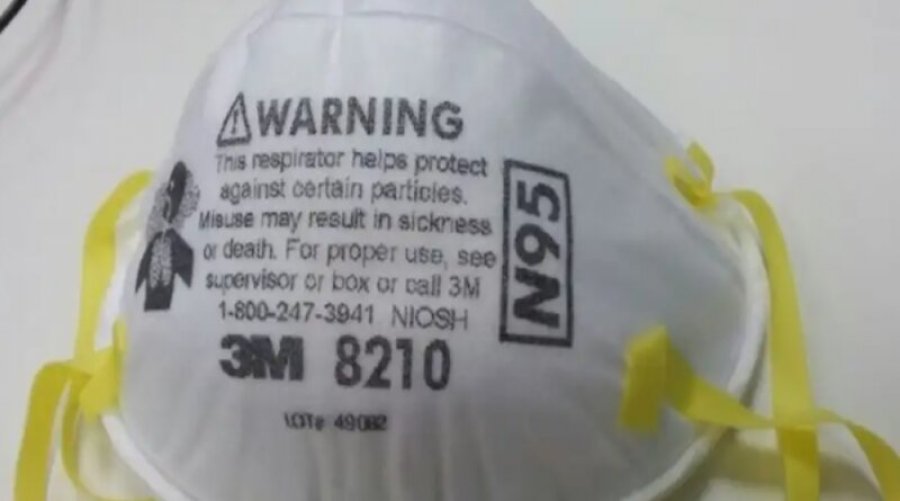 WARNING
This respirator helps protect
against certain particles.
Misuse may result in sickness
or death. For proper use, see
supervisor or box or call 3M
1-800-247-3941 NIOSH
3M 8210
N95